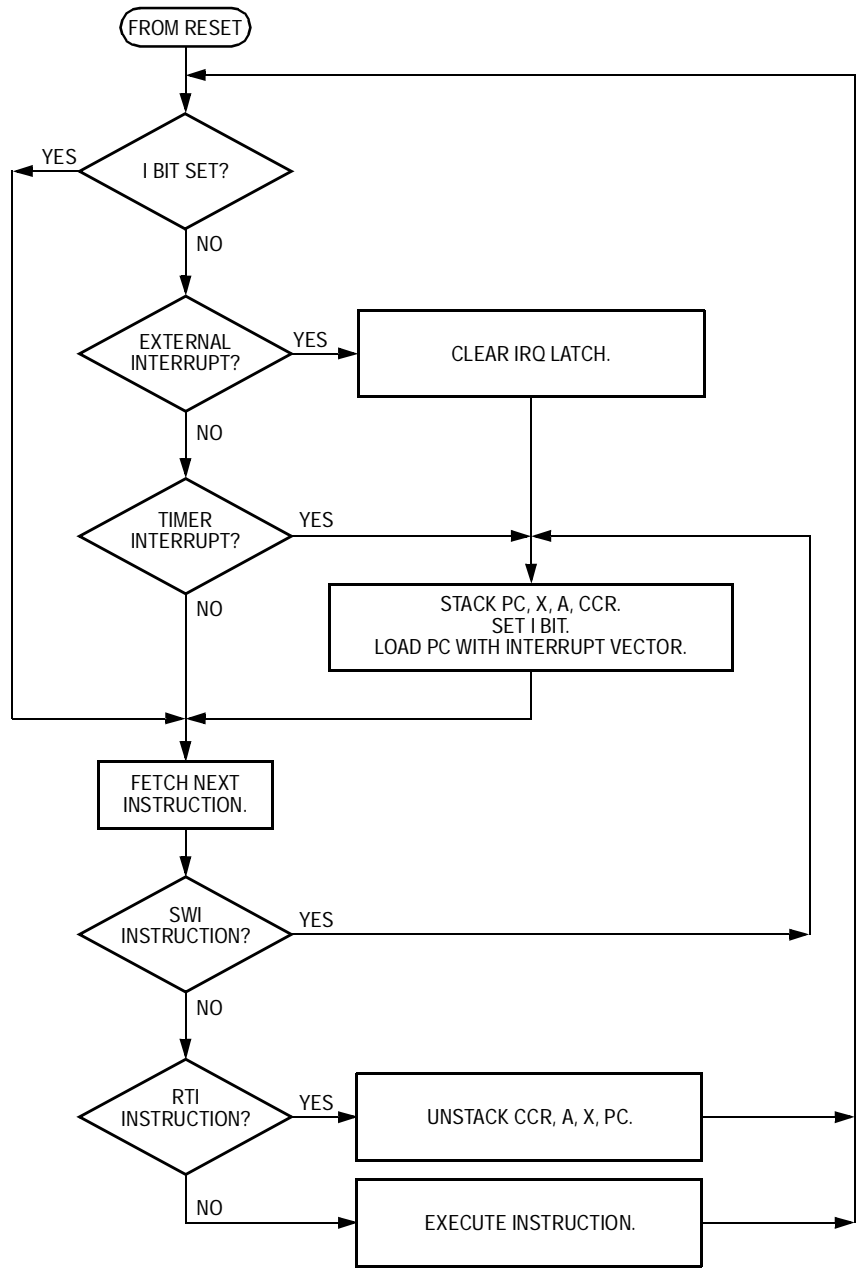 FROM RESET
YES
I BIT SET?
NO
EXTERNAL
INTERRUPT?
YES
CLEAR IRQ LATCH.
NO
TIMER
INTERRUPT?
YES
NO
STACK PC, X, A, CCR.
SET I BIT.
LOAD PC WITH INTERRUPT VECTOR.
FETCH NEXT
INSTRUCTION.
SWI
INSTRUCTION?
YES
NO
RTI
INSTRUCTION?
YES
UNSTACK CCR, A, X, PC.
NO
EXECUTE INSTRUCTION.